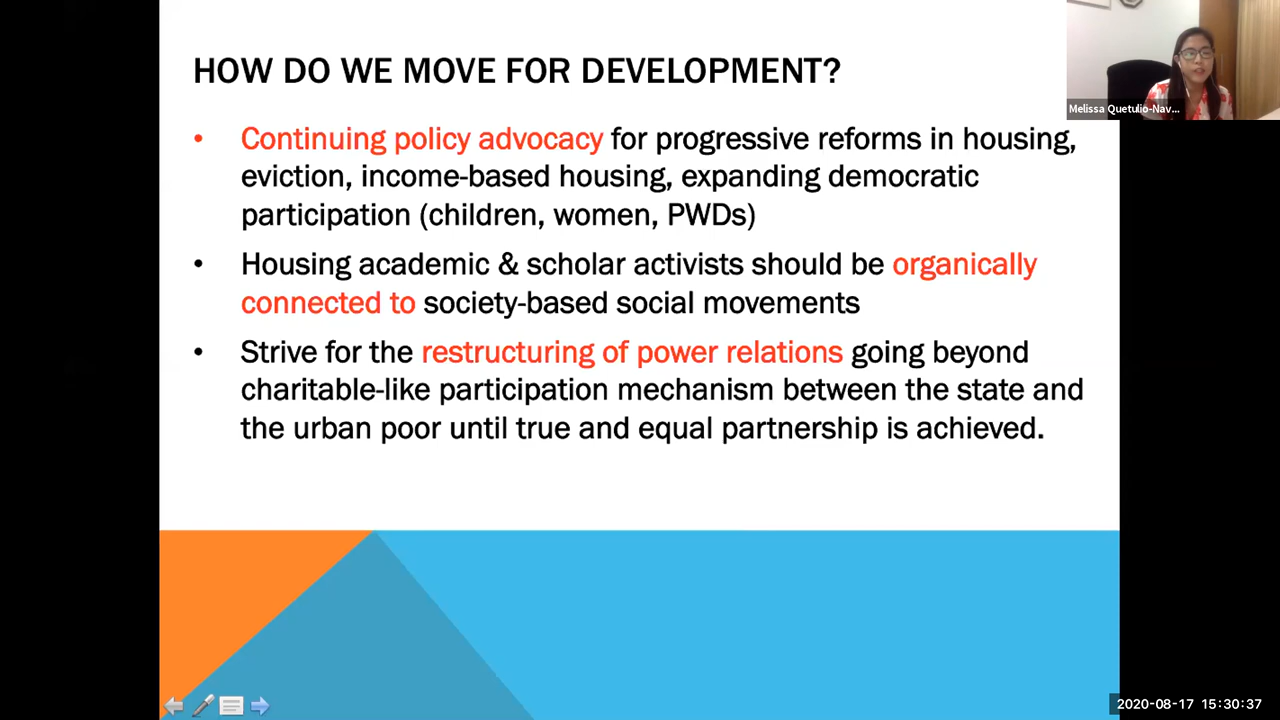 HOW DO WE MOVE FOR DEVELOPMENT?
Melissa Quetulio-Nav...
• Continuing policy advocacy for progressive reforms in housing,
eviction, income-based housing, expanding democratic
participation (children, women, PWDs)
• Housing academic & scholar activists should be organically
connected to society-based social movements
• Strive for the restructuring of power relations going beyond
charitable-like participation mechanism between the state and
the urban poor until true and equal partnership is achieved.
2020-08-17 15:30:37